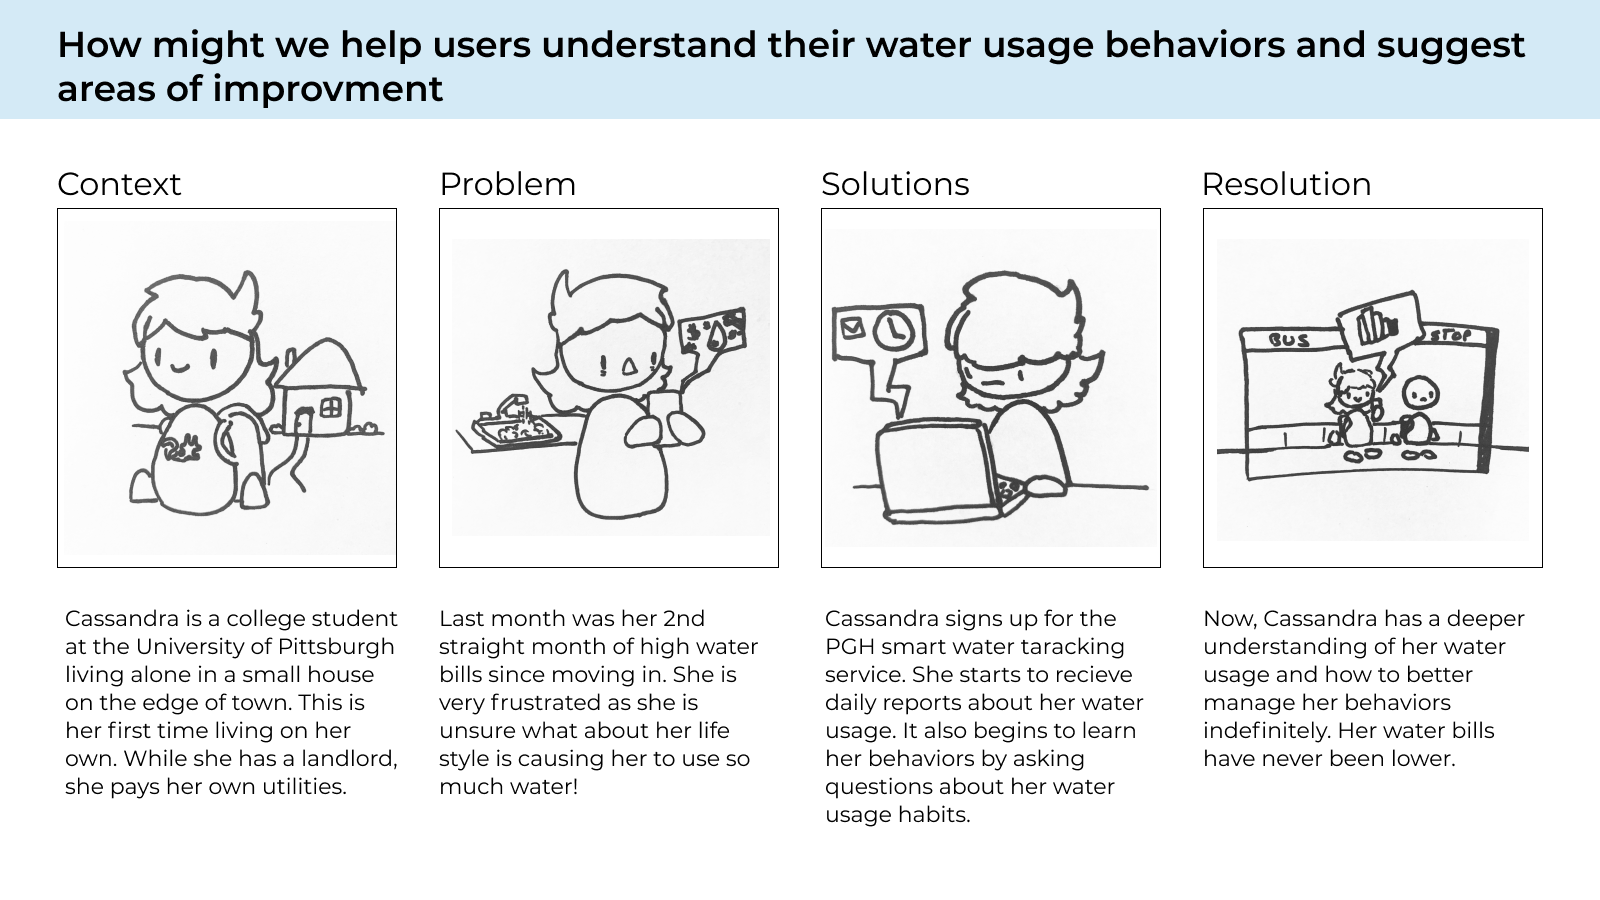 How might we help users understand their water usage behaviors and suggest
areas of improvment
Context
Cassandra is a college student
at the University of Pittsburgh
living alone in a small house
on the edge of town. This is
her first time living on her
own. While she has a landlord,
she pays her own utilities.
Problem
Last month was her 2nd
straight month of high water
bills since moving in. She is
very frustrated as she is
unsure what about her life
style is causing her to use so
much water!
Solutions
Cassandra signs up for the
PGH smart water taracking
service. She starts to recieve
daily reports about her water
usage. It also begins to learn
her behaviors by asking
questions about her water
usage habits.
Resolution
BUS STOP
Now, Cassandra has a deeper
understanding of her water
usage and how to better
manage her behaviors
indefinitely. Her water bills
have never been lower.